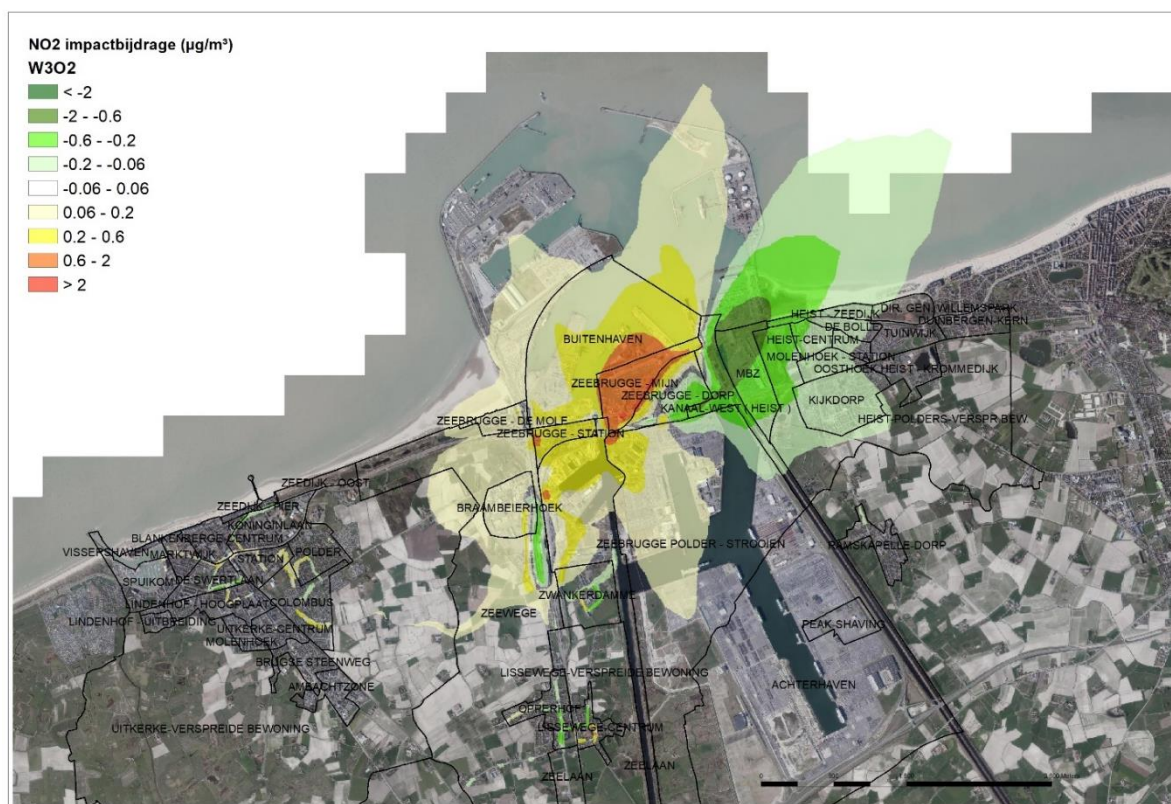 NO2 impactbijdrage (µg/m³)
W3O2
< -2
-2 - -0.6
-0.6 - -0.2
-0.2 - -0.06
-0.06 - 0.06
0.06 - 0.2
0.2 - 0.6
0.6 - 2
> 2
DIR. GEN. WILLEMSPARK
HEIST - ZEEDIJK
DUINBERGEN-KERN
DE BOLLE
TUINWIJK
HEIST-CENTRUM
BUITENHAVEN
MOLENHOEK - STATION
OOSTHOEK
HEIST - KROMMEDIJK
MBZ
ZEEBRUGGE - MIJN
ZEEBRUGGE - DORP
KIJKDORP
KANAAL-WEST ( HEIST )
HEIST-POLDERS-VERSPR.BEW.
ZEEBRUGGE - DE MOLE
ZEEBRUGGE - STATION
ZEEDIJK - OOST
ZEEDIJK - PIER
BRAAMBEIERHOEK
KONINGINLAAN
BLANKENBERGE-CENTRUM
ZEEBRUGGE POLDER - STROOIEN
RAMSKAPELLE-DORP
VISSERSHAVEN
MARKTWIJK
STATION
POLDER
SPUIKOM
DE SWERTLAAN
ZWANKERDAMME
LINDENHOF - HOOGPLAAT
COLOMBUS
ZEEWEGE
LINDENHOF - UITBREIDING
UITKERKE-CENTRUM
PEAK-SHAVING
MOLENHOEK
BRUGSE STEENWEG
LISSEWEGE-VERSPREIDE BEWONING
AMBACHTZONE
ACHTERHAVEN
OPPERHOF
UITKERKE-VERSPREIDE BEWONING
LISSEWEGE-CENTRUM
ZEELAAN
ZEELAAN
0